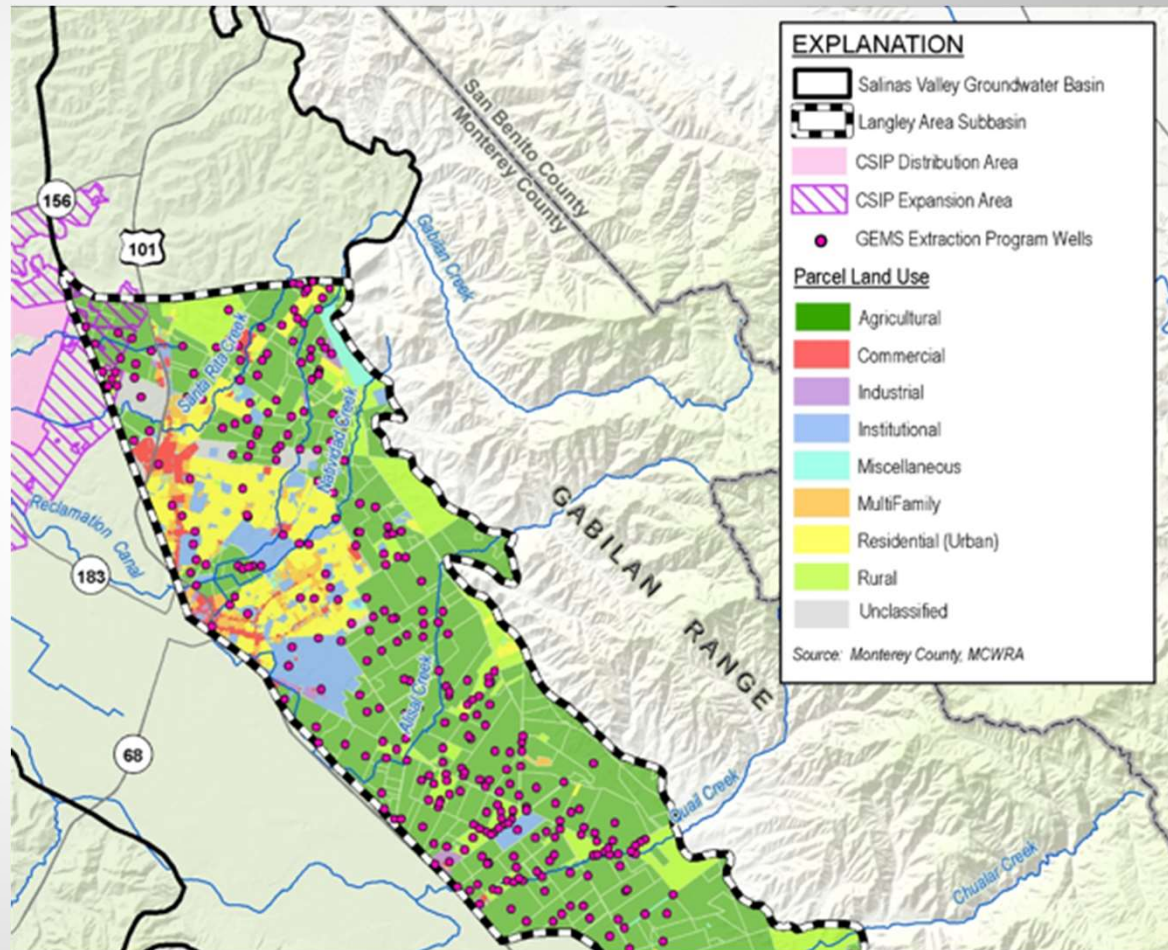 EXPLANATION
Salinas Valley Groundwater Basin
Langley Area Subbasin
CSIP Distribution Area
CSIP Expansion Area
GEMS Extraction Program Wells
Parcel Land Use
Agricultural
Commercial
Industrial
Institutional
Miscellaneous
MultiFamily
Residential (Urban)
Rural
Unclassified
Source: Monterey County, MCWRA
San Benito County
Monterey County
156
101
Gabilan Creek
Santa Rita Creek
Natividad Creek
Reclamation Canal
183
GABILAN RANGE
Alisal Creek
68
Quail Creek
Chualar Creek